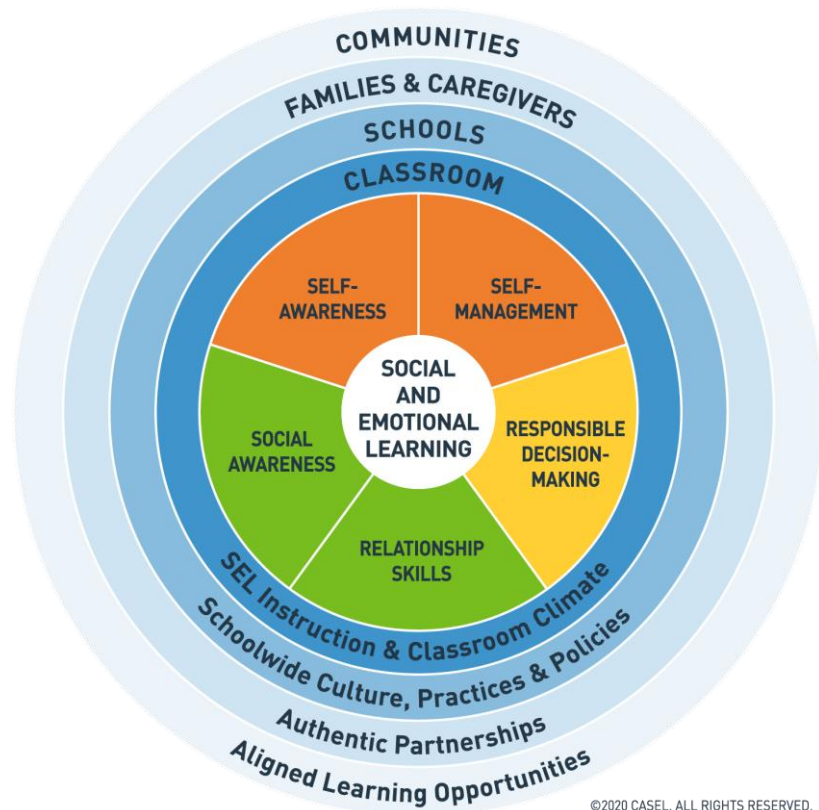 COMMUNITIES
FAMILIES & CAREGIVERS
SCHOOLS
CLASSROOM
SELF-
AWARENESS
SELF-
MANAGEMENT
SOCIAL
AND
EMOTIONAL
LEARNING
SOCIAL
AWARENESS
RESPONSIBLE
DECISION-
MAKING
RELATIONSHIP
SKILLS
SEL Instruction & Classroom Climate
Schoolwide Culture, Practices & Policies
Authentic Partnerships
Aligned Learning Opportunities
©2020 CASEL. ALL RIGHTS RESERVED.